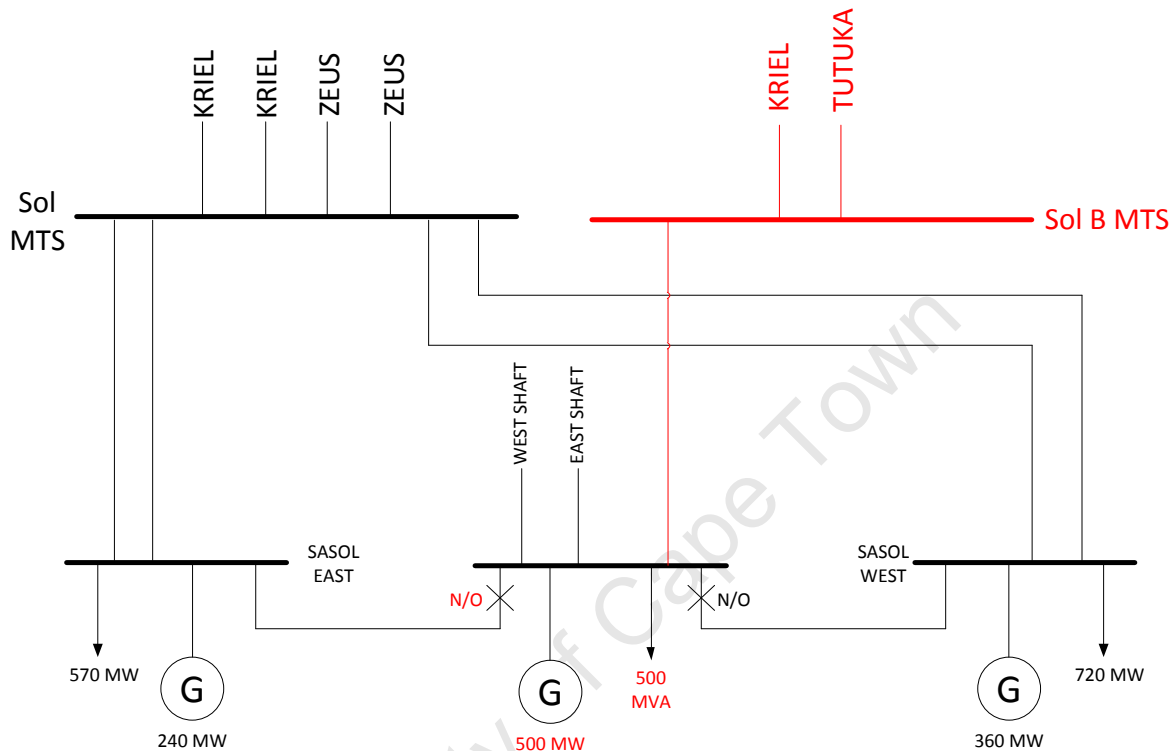 KRIEL
KRIEL
ZEUS
ZEUS
KRIEL
TUTUKA
Sol
MTS
Sol B MTS
WEST SHAFT
EAST SHAFT
SASOL
EAST
SASOL
WEST
N/O
N/O
570 MW
G
240 MW
G
500 MW
500
MVA
G
360 MW
720 MW
of Cape Town